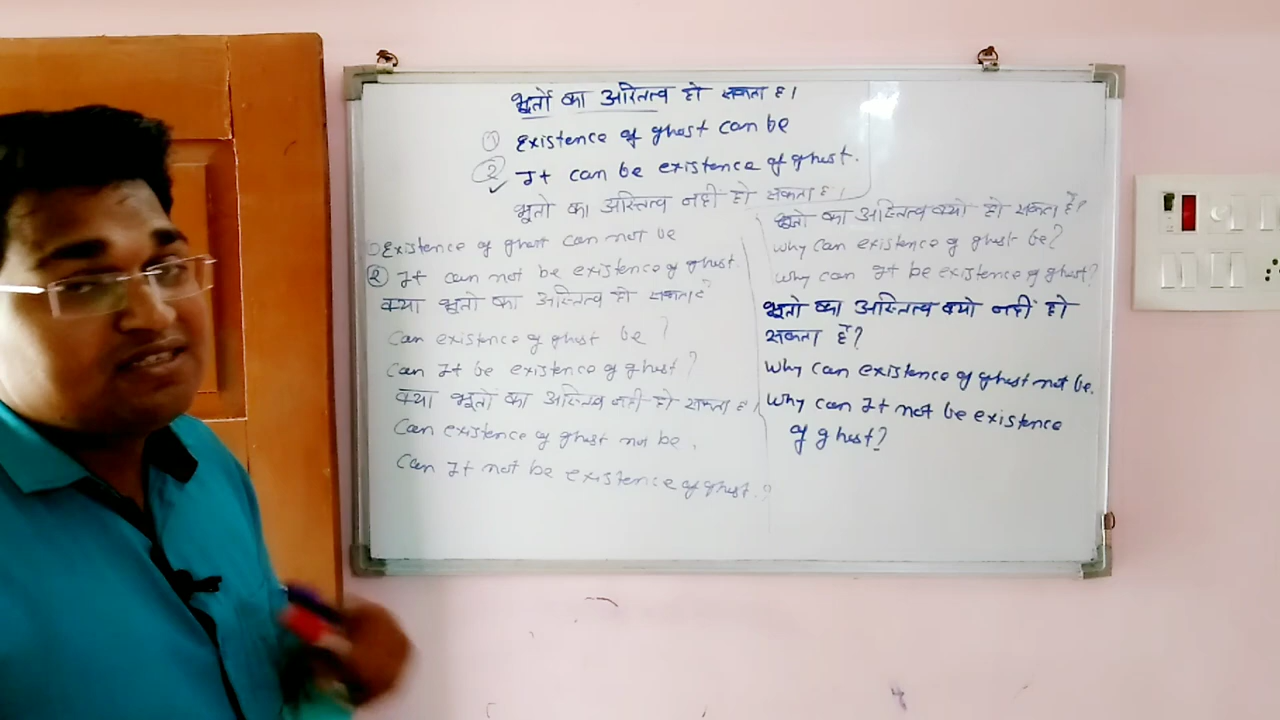 भूतों का अस्तित्व हो सकता है।
① Existence of ghost can be
② It can be existence of ghost.
भूतो का अस्तित्व नहीं हो सकता है।
① Existence of ghost can not be
② It can not be existence of ghost.
क्या भूतो का अस्तित्व हो सकता है
Can existence of ghost be?
Can It be existence of ghost?
क्या भूतों का अस्तित्व नहीं हो सकता है।
Can existence of ghost not be.
Can It not be existence of ghost.?
भूतो का अस्तित्व क्यो हो सकता है?
Why can existence of ghost be?
Why can It be existence of ghost?
भूतो का अस्तित्व क्यो नहीं हो
सकता है?
Why can existence of ghost not be.
Why can It not be existence
of ghost?